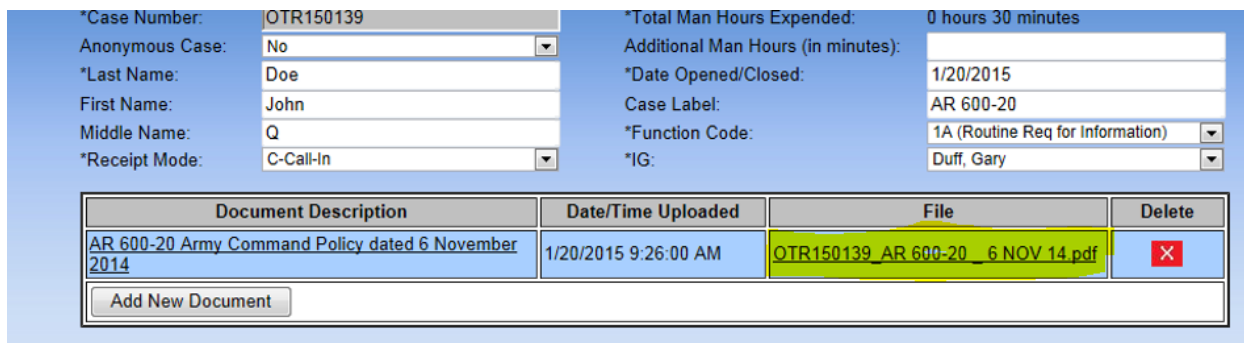 *Case Number: OTR150139 *Total Man Hours Expended: 0 hours 30 minutes
Anonymous Case: No Additional Man Hours (in minutes):
*Last Name: Doe *Date Opened/Closed: 1/20/2015
First Name: John Case Label: AR 600-20
Middle Name: Q *Function Code: 1A (Routine Req for Information)
*Receipt Mode: C-Call-In *IG: Duff, Gary
Document Description Date/Time Uploaded File Delete
AR 600-20 Army Command Policy dated 6 November
2014 1/20/2015 9:26:00 AM OTR150139_AR 600-20 _ 6 NOV 14.pdf X
Add New Document